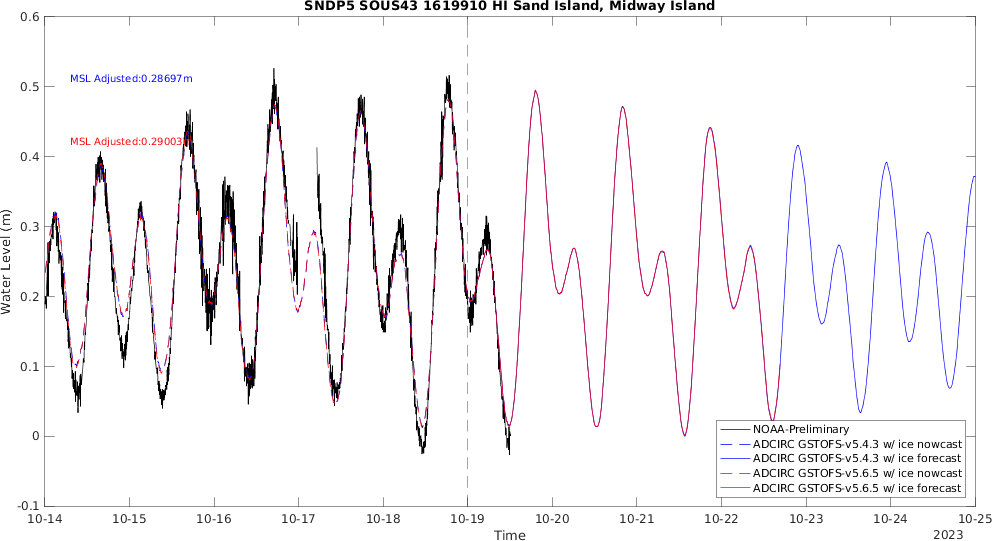 SNDP5 SOUS43 1619910 HI Sand Island, Midway Island
0.6
0.5
0.4
0.3
0.2
0.1
0
-0.1
Water Level (m)
MSL Adjusted:0.28697m
MSL Adjusted:0.29003
NOAA-Preliminary
ADCIRC GSTOFS-v5.4.3 w/ ice nowcast
ADCIRC GSTOFS-v5.4.3 w/ ice forecast
ADCIRC GSTOFS-v5.6.5 w/ ice nowcast
ADCIRC GSTOFS-v5.6.5 w/ ice forecast
10-14 10-15 10-16 10-17 10-18 10-19 10-20 10-21 10-22 10-23 10-24 10-25
Time
2023